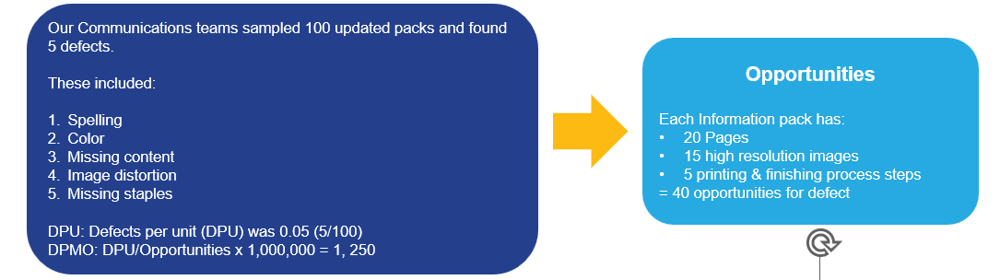 Our Communications teams sampled 100 updated packs and found
5 defects.
These included:
1. Spelling
2. Color
3. Missing content
4. Image distortion
5. Missing staples
DPU: Defects per unit (DPU) was 0.05 (5/100)
DPMO: DPU/Opportunities x 1,000,000 = 1, 250
Opportunities
Each Information pack has:
• 20 Pages
• 15 high resolution images
• 5 printing & finishing process steps
= 40 opportunities for defect